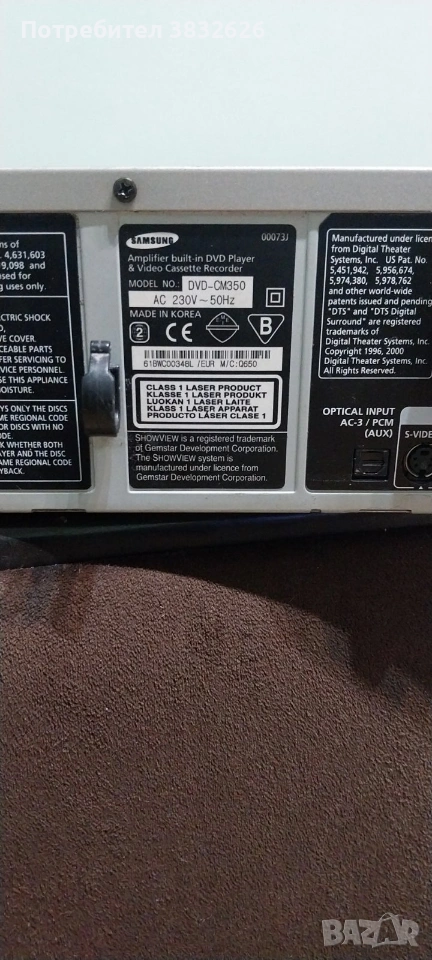 Потребител 3832626
ns of
4,631,603
9,098 and
nsed for
g uses only.
CTRIC SHOCK
D,
VE COVER.
CEABLE PARTS
FER SERVICING TO
RVICE PERSONNEL.
SE THIS APPLIANCE
OISTURE.
YS ONLY THE DISCS
ME REGIONAL CODE
OR DISCS WITH NO
DE.
K WHETHER BOTH
YER AND THE DISC
ME REGIONAL CODE
YBACK.
SAMSUNG
00073J
Amplifier built-in DVD Player
& Video Cassette Recorder
MODEL NO.: DVD-CM350
AC 230V~50Hz
MADE IN KOREA
2
CE
B
61BWC00348L /EUR M/C:Q650
CLASS 1 LASER PRODUCT
KLASSE 1 LASER PRODUKT
LUOKAN 1 LASER LAITE
KLASS 1 LASER APPARAT
PRODUCTO LÁSER CLASE 1
SHOWVIEW is a registered trademark
of Gemstar Development Corporation.
The SHOWVIEW system is
manufactured under licence from
Gemstar Development Corporation.
Manufactured under licen
from Digital Theater
Systems, Inc. US Pat. No.
5,451,942, 5,956,674,
5,974,380, 5,978,762
and other world-wide
patents issued and pending
"DTS" and "DTS Digital
Surround" are registered
trademarks of
Digital Theater Systems, Inc.
Copyright 1996, 2000
Digital Theater Systems, Inc.
All Rights Reserved.
OPTICAL INPUT
AC-3 / PCM
(AUX)
S-VIDE
BAZAR